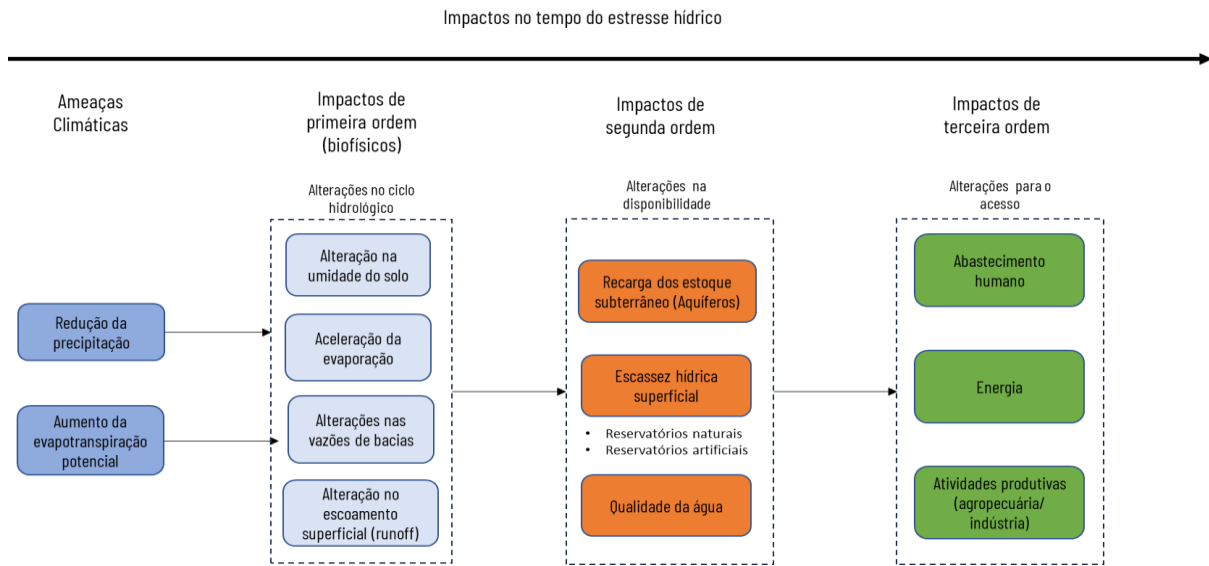 Impactos no tempo do estresse hídrico
Ameaças
Climáticas
Impactos de
primeira ordem
(biofísicos)
Impactos de
segunda ordem
Impactos de
terceira ordem
Alterações no ciclo
hidrológico
Alterações na
disponibilidade
Alterações para o
acesso
Redução da
precipitação
Aumento da
evapotranspiração
potencial
Alteração na
umidade do solo
Aceleração da
evaporação
Alterações nas
vazões de bacias
Alteração no
escoamento
superficial (runoff)
Recarga dos estoque
subterrâneo (Aquíferos)
Escassez hídrica
superficial
• Reservatórios naturais
• Reservatórios artificiais
Qualidade da água
Abastecimento
humano
Energia
Atividades produtivas
(agropecuária/
indústria)